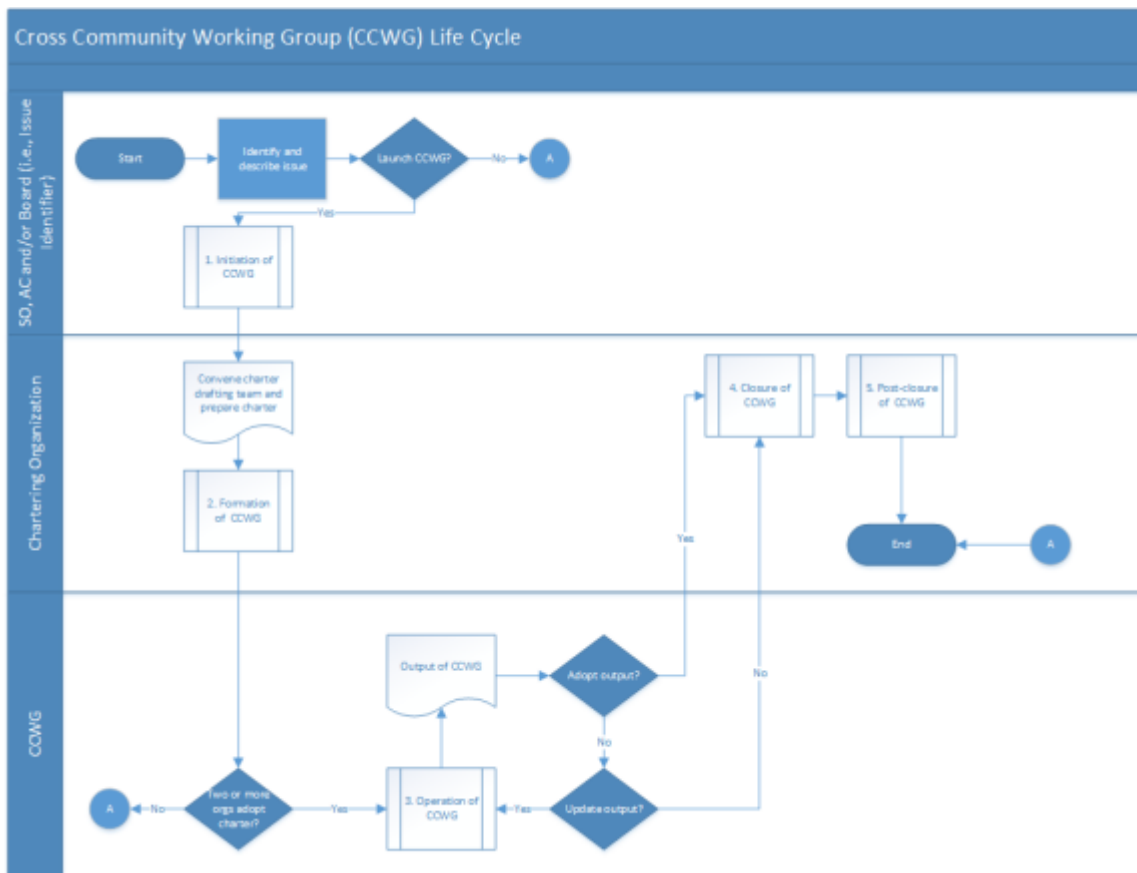 Cross Community Working Group (CCWG) Life Cycle
SO, AC and/or Board (i.e., Issue
Identifier)
Start
Identify and
describe issue
Launch CCWG?
No
A
Yes
1. Initiation of
CCWG
Chartering Organization
Convene charter
drafting team and
prepare charter
2. Formation
of CCWG
4. Closure of
CCWG
5. Post-closure
of CCWG
Yes
End
A
CCWG
Output of CCWG
Adopt output?
No
No
A
No
Two or more
orgs adopt
charter?
Yes
3. Operation of
CCWG
Yes
Update output?